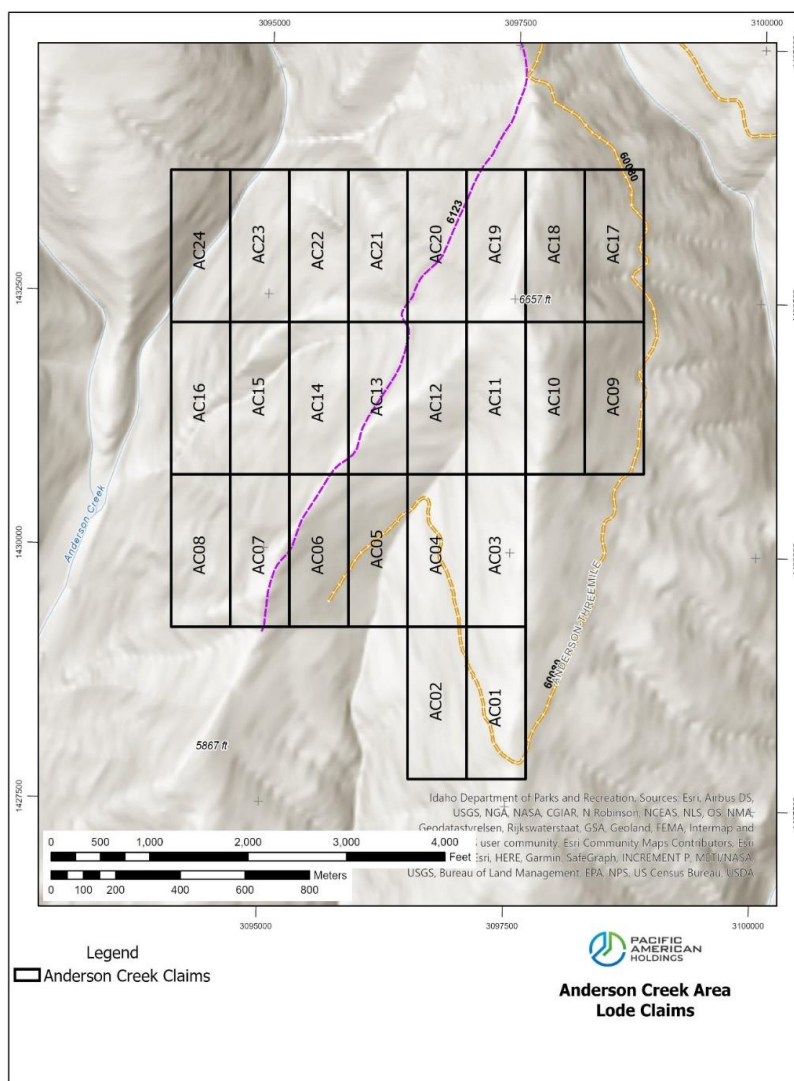 3095000
3097500
3100000
60080
6123
AC24
AC23
AC22
AC21
AC20
AC19
AC18
AC17
1432500
6657 ft
AC16
AC15
AC14
AC13
AC12
AC11
AC10
AC09
Anderson Creek
1430000
AC08
AC07
AC06
AC05
AC04
AC03
ANDERSON-THREEMILE
60080
AC02
AC01
5867 ft
1427500
Idaho Department of Parks and Recreation, Sources: Esri, Airbus DS,
USGS, NGA, NASA, CGIAR, N Robinson, NCEAS, NLS, OS, NMA,
Geodatastyrelsen, Rijkswaterstaat, GSA, Geoland, FEMA, Intermap and
user community, Esri Community Maps Contributors, Esri
Esri, HERE, Garmin, SafeGraph, INCREMENT P, METI/NASA,
USGS, Bureau of Land Management, EPA, NPS, US Census Bureau, USDA
0 500 1,000 2,000 3,000 4,000
Feet
Meters
0 100 200 400 600 800
3095000
3097500
3100000
Legend
Anderson Creek Claims
PACIFIC
AMERICAN
HOLDINGS
Anderson Creek Area
Lode Claims